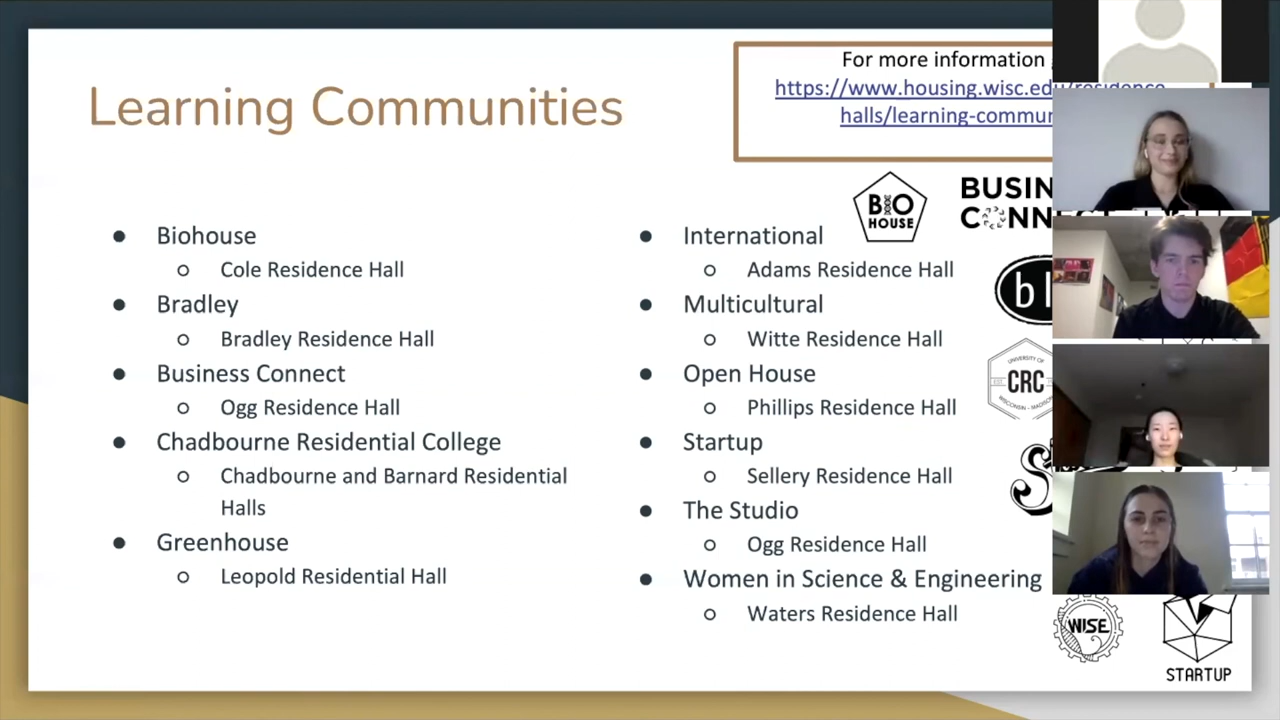 Learning Communities
For more information
https://www.housing.wisc.edu/residence-
halls/learning-commun
Biohouse
Cole Residence Hall
Bradley
Bradley Residence Hall
Business Connect
Ogg Residence Hall
Chadbourne Residential College
Chadbourne and Barnard Residential
Halls
Greenhouse
Leopold Residential Hall
International
Adams Residence Hall
Multicultural
Witte Residence Hall
Open House
Phillips Residence Hall
Startup
Sellery Residence Hall
The Studio
Ogg Residence Hall
Women in Science & Engineering
Waters Residence Hall
BIO
HOUSE
BUSIN
CONNECT
bl
UNIVERSITY OF
CRC
WISCONSIN - MADISON
WISE
STARTUP